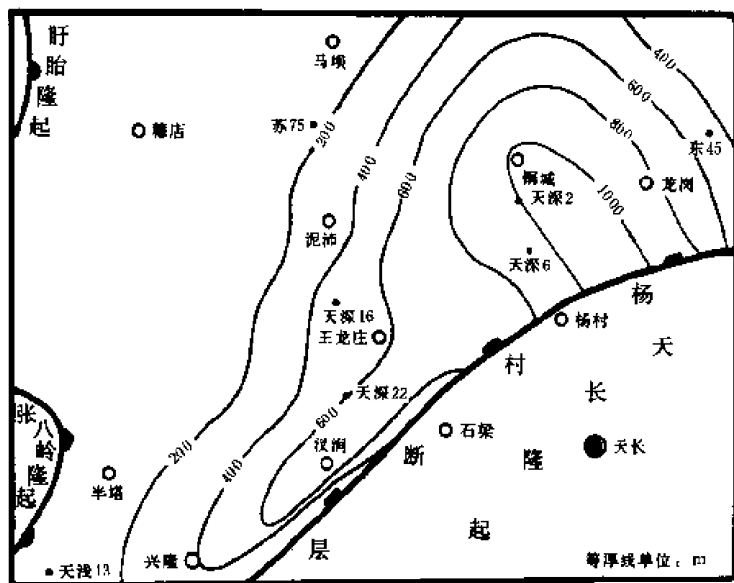 盱眙隆起
马坝
苏75
穆店
泥沛
200
400
600
800
1000
400
600
东45
铜城
天深2
龙岗
天深6
天深16
王龙庄
杨村
天深22
600
汊涧
石梁
天长
杨村断层
天长隆起
张八岭隆起
半塔
200
400
兴隆
天浅13
等厚线单位：m